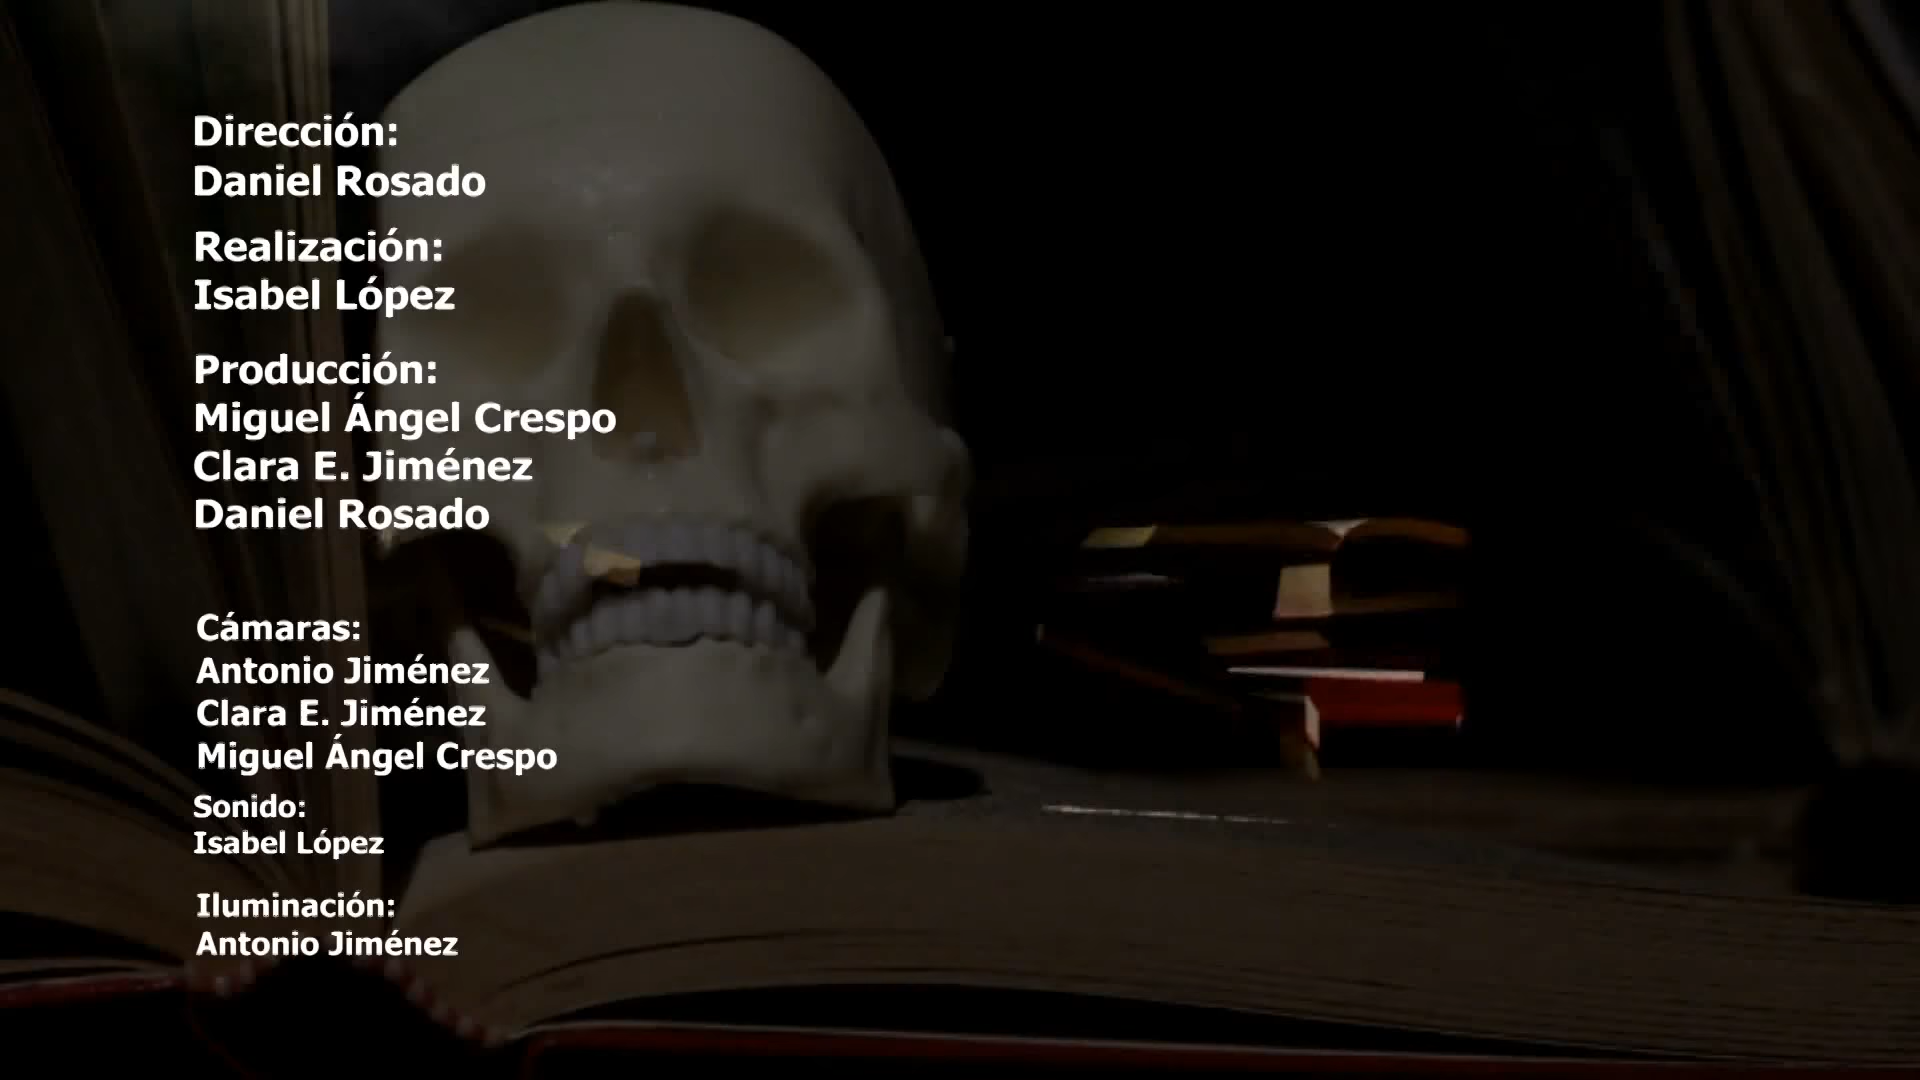 Dirección:
Daniel Rosado
Realización:
Isabel López
Producción:
Miguel Ángel Crespo
Clara E. Jiménez
Daniel Rosado
Cámaras:
Antonio Jiménez
Clara E. Jiménez
Miguel Ángel Crespo
Sonido:
Isabel López
Iluminación:
Antonio Jiménez